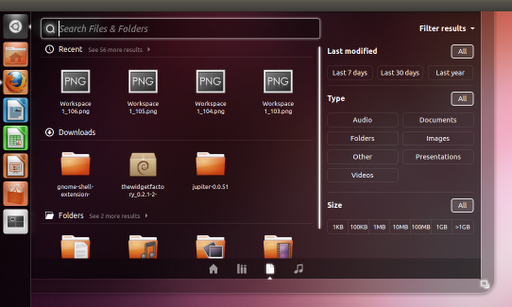 Search Files & Folders
Filter results
Recent See 56 more results
PNG PNG PNG PNG
Workspace 1_106.png
Workspace 1_105.png
Workspace 1_104.png
Workspace 1_103.png
Downloads
gnome-shell-extension-
thewidgetfactory_0.2.1-2-
jupiter-0.0.51
Folders See 2 more results
Last modified All
Last 7 days Last 30 days Last year
Type All
Audio Documents
Folders Images
Other Presentations
Videos
Size All
1KB 100KB 1MB 10MB 100MB 1GB >1GB